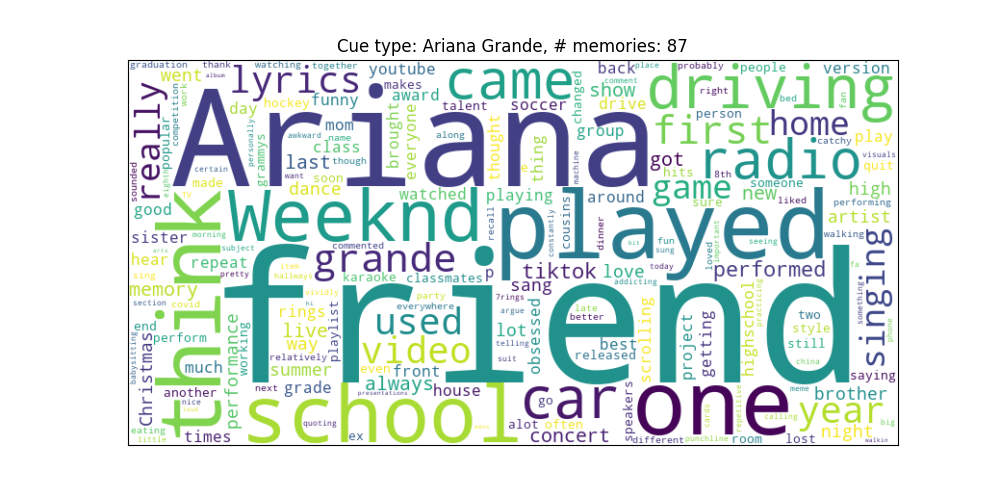 Cue type: Ariana Grande, # memories: 87
graduation thank watching together youtube came back people probably version
album work lyrics makes show changed comment place driving
really went hockey funny award talent soccer drive right bed fan
competition day mom brought everyone group person first home
popular personally grammys Ariana awkward name class along thought thing machine catchy play
sounded certain last though got radio visuals quit
eighth made TV want soon dance watched playing around hits 8th someone high
good think morning Weeknd recall constantly cousins dinner played game sure new liked performing artist
sister subject commented bit fun sung loved important seeing walking
hear repeat pretty grande karaoke classmates p tiktok love today performed singing
arts sing memory item hallways vividly hi sang addicting fa something
section covid rings party everywhere 7rings friend late better scrolling highschool practicing two
end perform live used argue telling obsessed project style phone
Christmas performance working way playlist video lot suit best released getting still china
babysitting much relatively summer even front saying
another next grade always presentations house car go one meme brother
nice loud school speakers cards repetitive calling year
eating little times quoting ex alot often concert different punchline room lost night big walkin